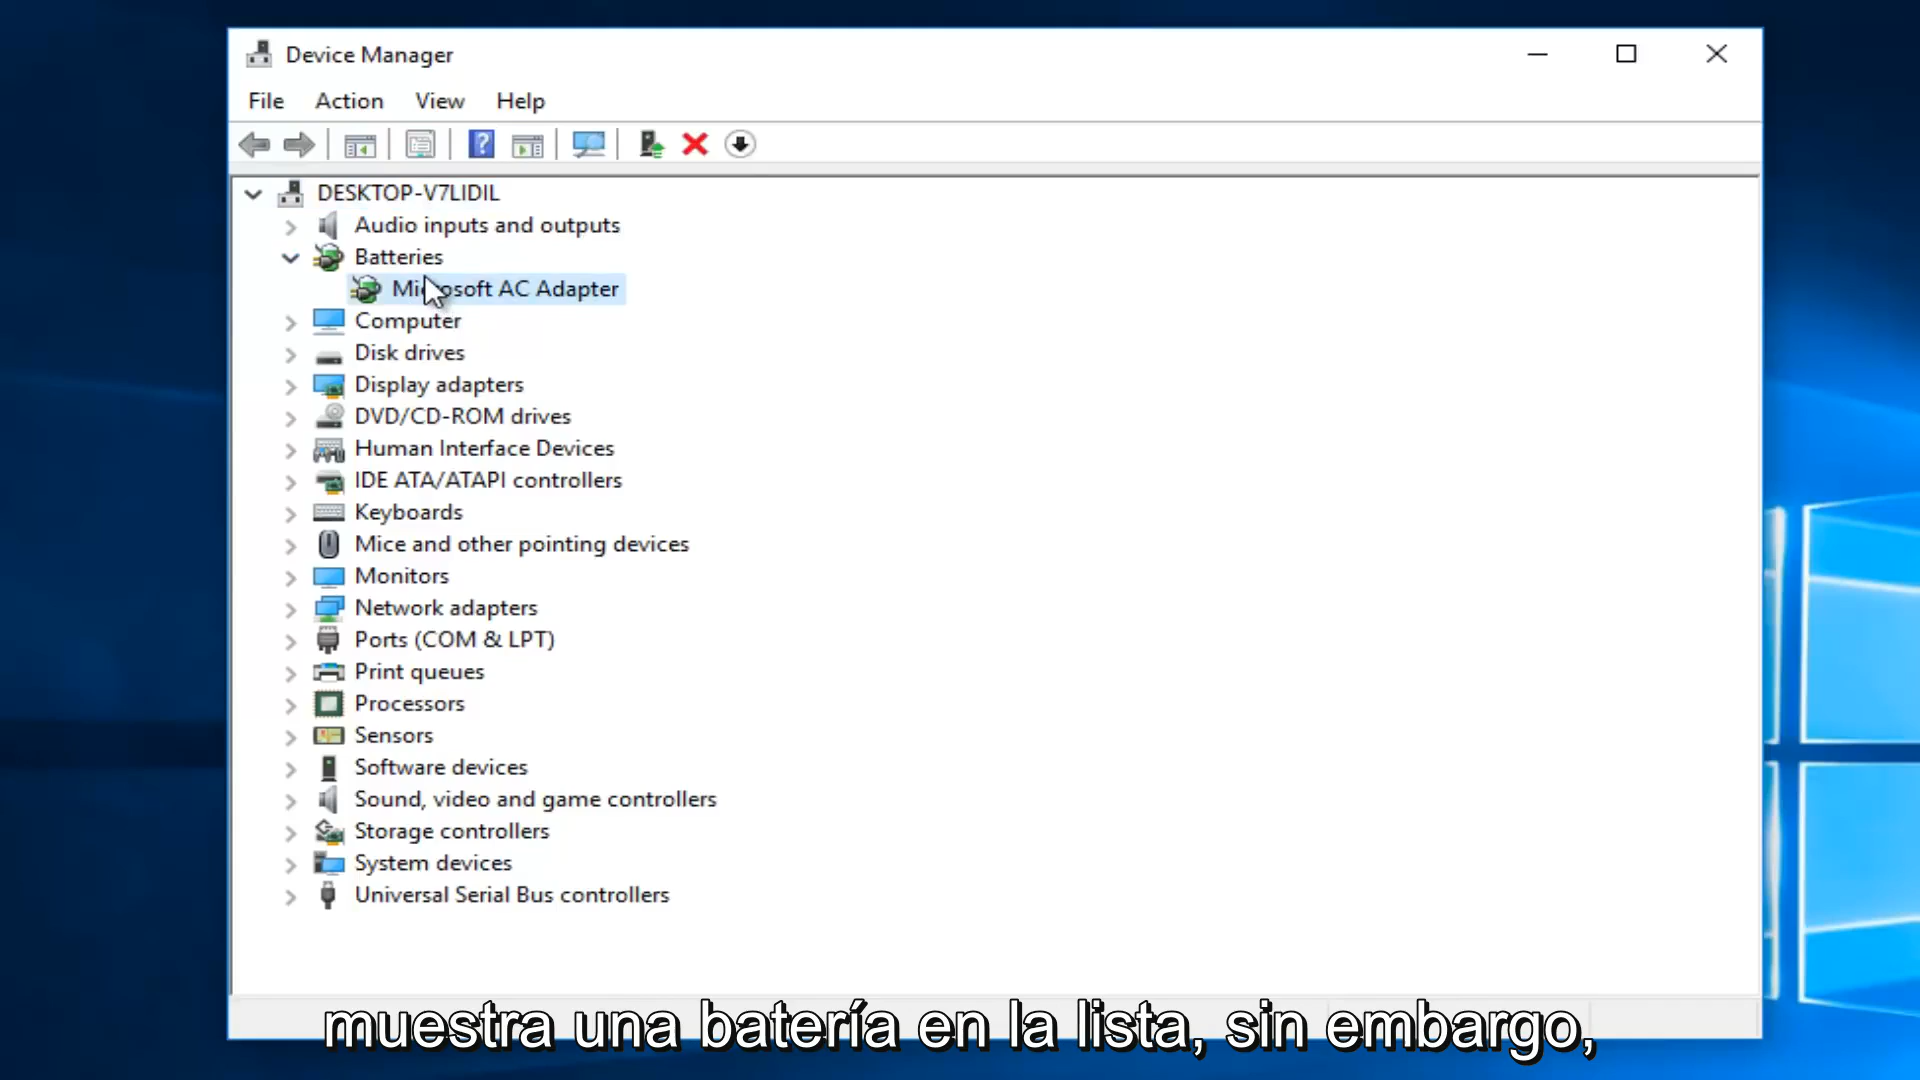 Device Manager
File Action View Help
DESKTOP-V7LIDIL
Audio inputs and outputs
Batteries
Microsoft AC Adapter
Computer
Disk drives
Display adapters
DVD/CD-ROM drives
Human Interface Devices
IDE ATA/ATAPI controllers
Keyboards
Mice and other pointing devices
Monitors
Network adapters
Ports (COM & LPT)
Print queues
Processors
Sensors
Software devices
Sound, video and game controllers
Storage controllers
System devices
Universal Serial Bus controllers
muestra una batería en la lista, sin embargo,